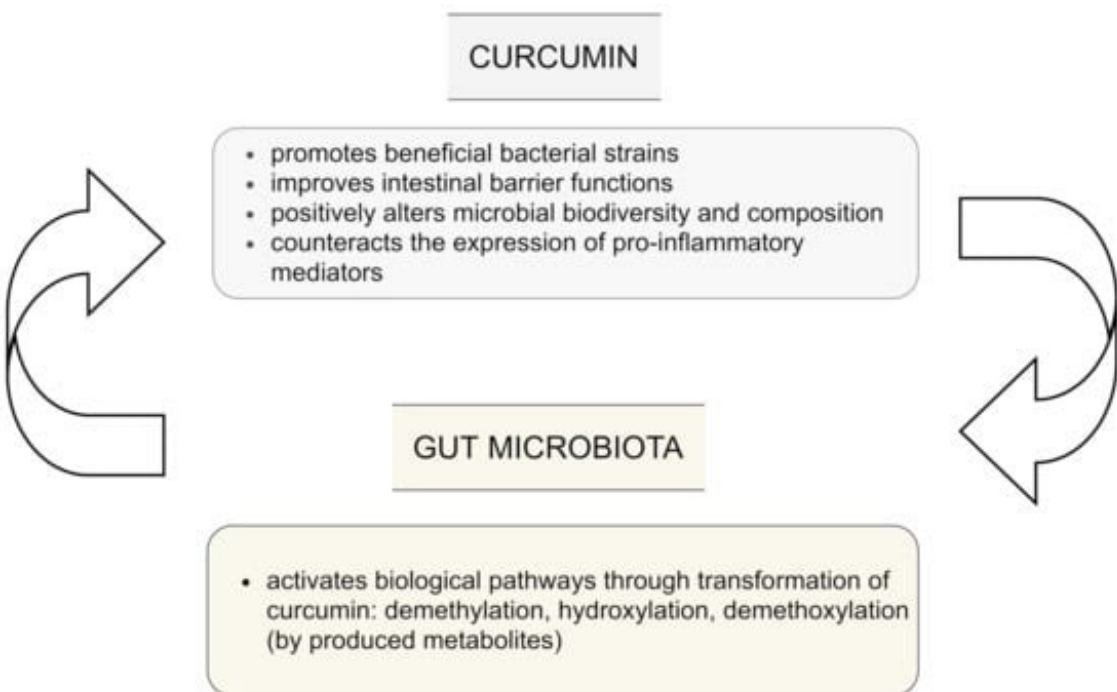 CURCUMIN
• promotes beneficial bacterial strains
• improves intestinal barrier functions
• positively alters microbial biodiversity and composition
• counteracts the expression of pro-inflammatory
mediators
GUT MICROBIOTA
• activates biological pathways through transformation of
curcumin: demethylation, hydroxylation, demethoxylation
(by produced metabolites)